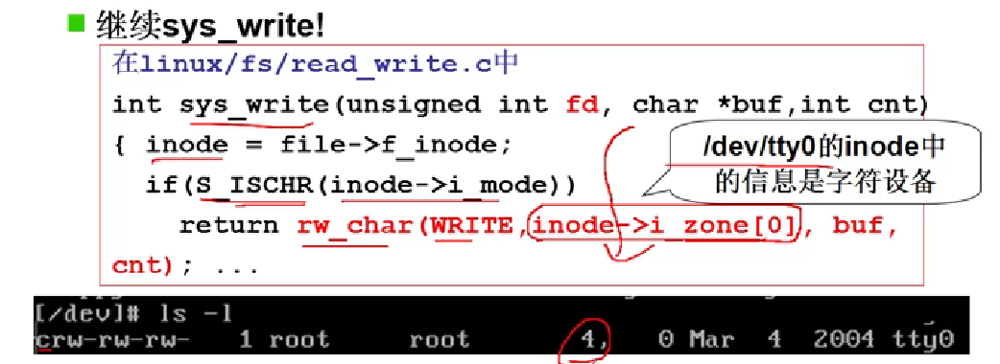 继续sys_write!
在linux/fs/read_write.c中
int sys_write(unsigned int fd, char *buf,int cnt)
{ inode = file->f_inode;
/dev/tty0的inode中
的信息是字符设备
if(S_ISCHR(inode->i_mode))
return rw_char(WRITE,inode->i_zone[0], buf,
cnt); ...
[/dev]# ls -l
crw-rw-rw- 1 root root 4, 0 Mar 4 2004 tty0